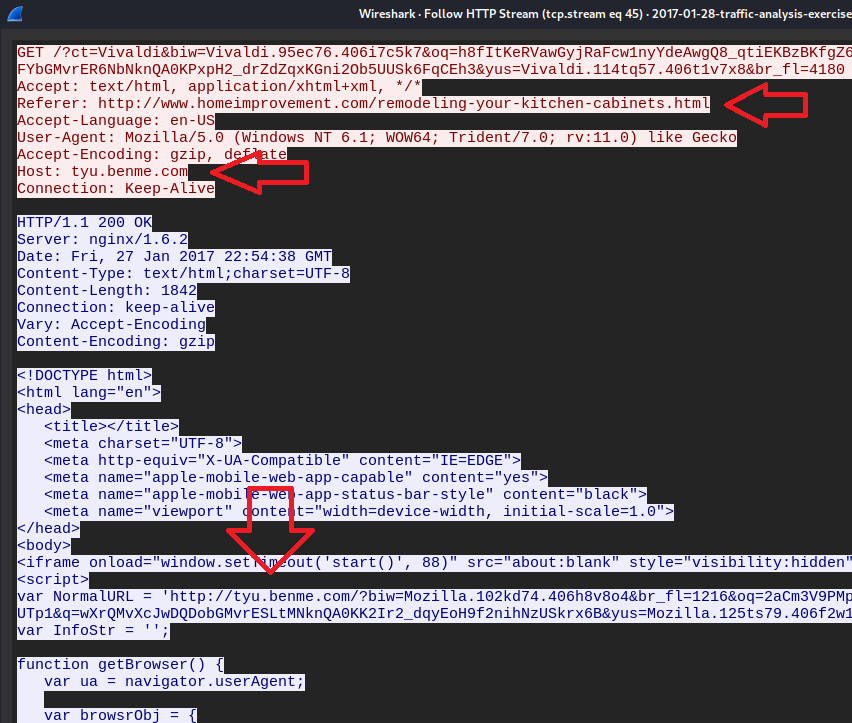 Wireshark · Follow HTTP Stream (tcp.stream eq 45) · 2017-01-28-traffic-analysis-exercise
GET /?ct=Vivaldi&biw=Vivaldi.95ec76.406i7c5k7&oq=h8fItKeRVawGyjRaFcw1nyYdeAwgQ8_qtiEKBzBKfgZ6
FYbGMvrER6NbNknQA0KPxpH2_drZdZqxKGni2Ob5UUSk6FqCEh3&yus=Vivaldi.114tq57.406t1v7x8&br_fl=4180
Accept: text/html, application/xhtml+xml, */*
Referer: http://www.homeimprovement.com/remodeling-your-kitchen-cabinets.html
Accept-Language: en-US
User-Agent: Mozilla/5.0 (Windows NT 6.1; WOW64; Trident/7.0; rv:11.0) like Gecko
Accept-Encoding: gzip, deflate
Host: tyu.benme.com
Connection: Keep-Alive
HTTP/1.1 200 OK
Server: nginx/1.6.2
Date: Fri, 27 Jan 2017 22:54:38 GMT
Content-Type: text/html;charset=UTF-8
Content-Length: 1842
Connection: keep-alive
Vary: Accept-Encoding
Content-Encoding: gzip
<!DOCTYPE html>
<html lang="en">
<head>
<title></title>
<meta charset="UTF-8">
<meta http-equiv="X-UA-Compatible" content="IE=EDGE">
<meta name="apple-mobile-web-app-capable" content="yes">
<meta name="apple-mobile-web-app-status-bar-style" content="black">
<meta name="viewport" content="width=device-width, initial-scale=1.0">
</head>
<body>
<iframe onload="window.setTimeout('start()', 88)" src="about:blank" style="visibility:hidden"
<script>
var NormalURL = 'http://tyu.benme.com/?biw=Mozilla.102kd74.406h8v8o4&br_fl=1216&oq=2aCm3V9PMp
UTp1&q=wXrQMvXcJwDQDobGMvrESLtMNknQA0KK2Ir2_dqyEoH9f2nihNzUSkrx6B&yus=Mozilla.125ts79.406f2w1
var InfoStr = '';
function getBrowser() {
var ua = navigator.userAgent;
var browsrObj = {